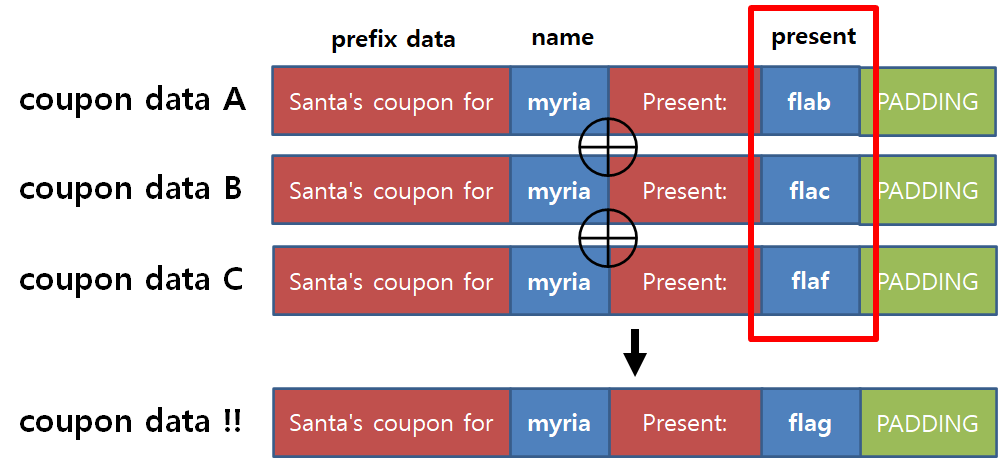 prefix data name present
coupon data A Santa's coupon for myria Present: flab PADDING
coupon data B Santa's coupon for myria Present: flac PADDING
coupon data C Santa's coupon for myria Present: flaf PADDING
coupon data !! Santa's coupon for myria Present: flag PADDING